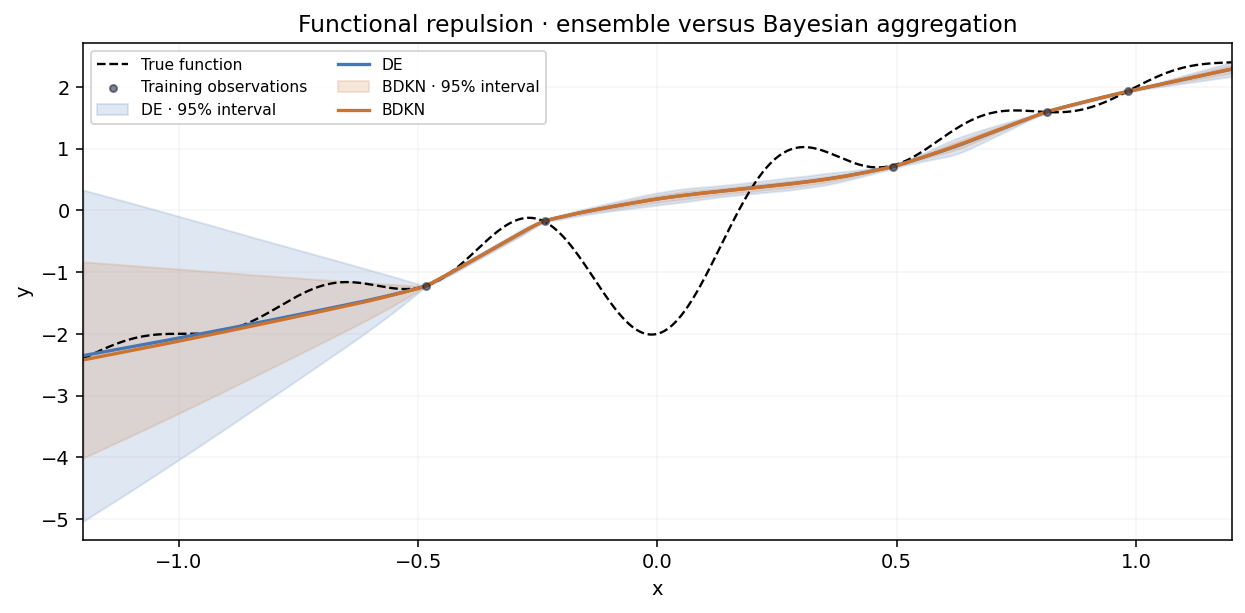 Functional repulsion · ensemble versus Bayesian aggregation
True function
Training observations
DE · 95% interval
DE
BDKN · 95% interval
BDKN
y
2
1
0
−1
−2
−3
−4
−5
−1.0
−0.5
0.0
0.5
1.0
x